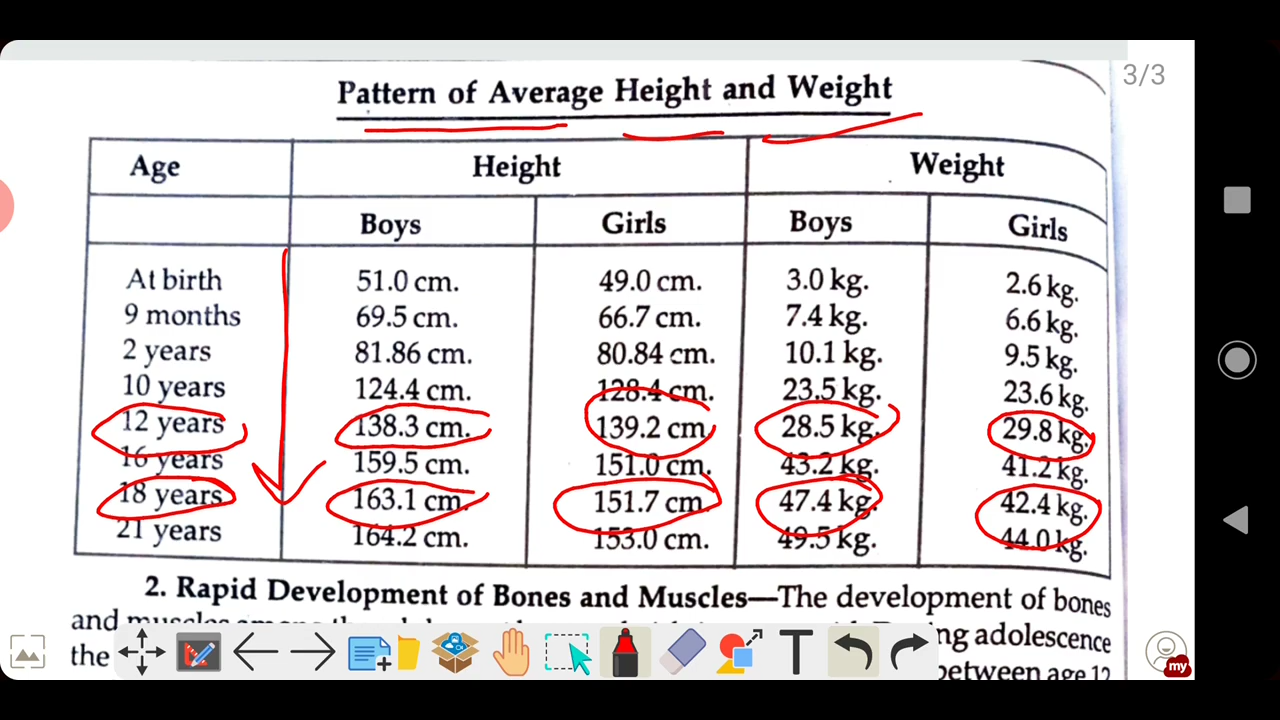 3/3
Pattern of Average Height and Weight
Age Height Weight
Boys Girls Boys Girls
At birth 51.0 cm. 49.0 cm. 3.0 kg. 2.6 kg.
9 months 69.5 cm. 66.7 cm. 7.4 kg. 6.6 kg.
2 years 81.86 cm. 80.84 cm. 10.1 kg. 9.5 kg.
10 years 124.4 cm. 128.4 cm. 23.5 kg. 23.6 kg.
12 years 138.3 cm. 139.2 cm. 28.5 kg. 29.8 kg.
16 years 159.5 cm. 151.0 cm. 43.2 kg. 41.2 kg.
18 years 163.1 cm. 151.7 cm. 47.4 kg. 42.4 kg.
21 years 164.2 cm. 153.0 cm. 49.5 kg. 44.0 kg.
2. Rapid Development of Bones and Muscles—The development of bones
and muscles adolescence
the between age 12
T
my